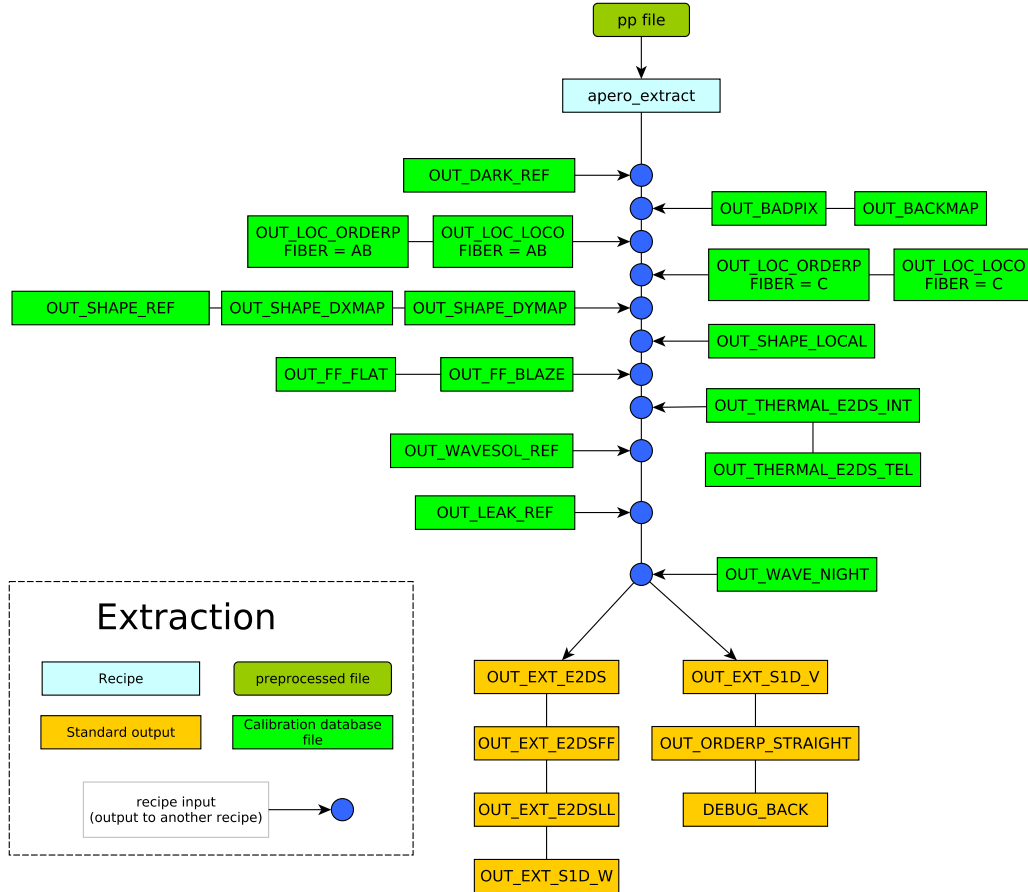 pp file
apero_extract
OUT_DARK_REF
OUT_BADPIX
OUT_BACKMAP
OUT_LOC_ORDERP
FIBER = AB
OUT_LOC_LOCO
FIBER = AB
OUT_LOC_ORDERP
FIBER = C
OUT_LOC_LOCO
FIBER = C
OUT_SHAPE_REF
OUT_SHAPE_DXMAP
OUT_SHAPE_DYMAP
OUT_SHAPE_LOCAL
OUT_FF_FLAT
OUT_FF_BLAZE
OUT_THERMAL_E2DS_INT
OUT_WAVESOL_REF
OUT_THERMAL_E2DS_TEL
OUT_LEAK_REF
OUT_WAVE_NIGHT
Extraction
Recipe
preprocessed file
Standard output
Calibration database
file
recipe input
(output to another recipe)
OUT_EXT_E2DS
OUT_EXT_S1D_V
OUT_EXT_E2DSFF
OUT_ORDERP_STRAIGHT
OUT_EXT_E2DSLL
DEBUG_BACK
OUT_EXT_S1D_W